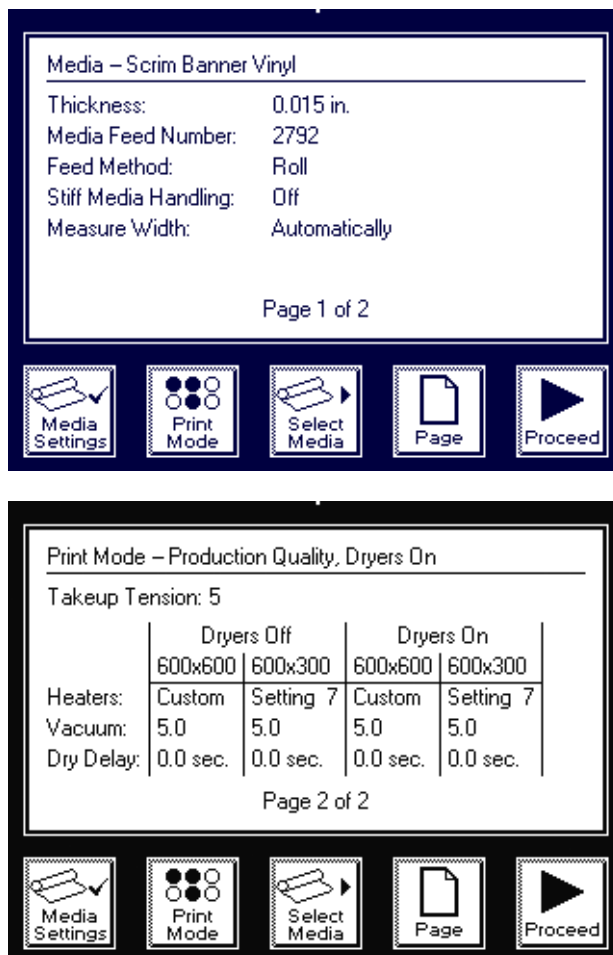 Media – Scrim Banner Vinyl
Thickness: 0.015 in.
Media Feed Number: 2792
Feed Method: Roll
Stiff Media Handling: Off
Measure Width: Automatically
Page 1 of 2
Media Settings
Print Mode
Select Media
Page
Proceed
Print Mode – Production Quality, Dryers On
Takeup Tension: 5
Dryers Off Dryers On
600x600 600x300 600x600 600x300
Heaters: Custom Setting 7 Custom Setting 7
Vacuum: 5.0 5.0 5.0 5.0
Dry Delay: 0.0 sec. 0.0 sec. 0.0 sec. 0.0 sec.
Page 2 of 2
Media Settings
Print Mode
Select Media
Page
Proceed